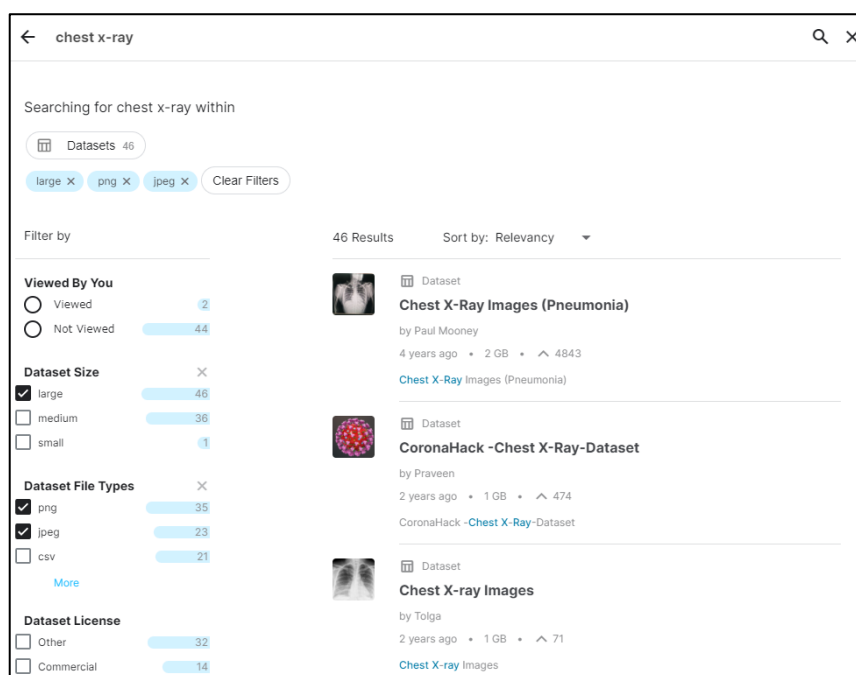 chest x-ray
Searching for chest x-ray within
Datasets 46
large × png × jpeg × Clear Filters
Filter by
46 Results Sort by: Relevancy
Viewed By You
Viewed 2
Not Viewed 44
Dataset Size ×
large 46
medium 36
small 1
Dataset File Types ×
png 35
jpeg 23
csv 21
More
Dataset License
Other 32
Commercial 14
Dataset
Chest X-Ray Images (Pneumonia)
by Paul Mooney
4 years ago • 2 GB • 4843
Chest X-Ray Images (Pneumonia)
Dataset
CoronaHack -Chest X-Ray-Dataset
by Praveen
2 years ago • 1 GB • 474
CoronaHack -Chest X-Ray-Dataset
Dataset
Chest X-ray Images
by Tolga
2 years ago • 1 GB • 71
Chest X-ray Images